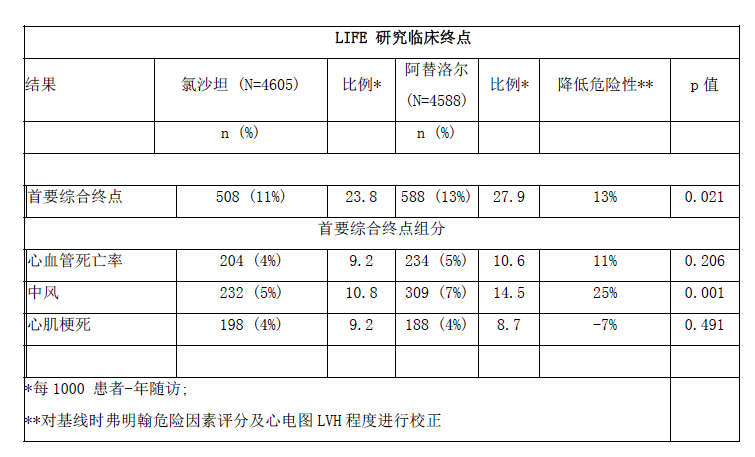 LIFE 研究临床终点
结果 氯沙坦 (N=4605) 比例* 阿替洛尔 (N=4588) 比例* 降低危险性** p 值
n (%) n (%)
首要综合终点 508 (11%) 23.8 588 (13%) 27.9 13% 0.021
首要综合终点组分
心血管死亡率 204 (4%) 9.2 234 (5%) 10.6 11% 0.206
中风 232 (5%) 10.8 309 (7%) 14.5 25% 0.001
心肌梗死 198 (4%) 9.2 188 (4%) 8.7 -7% 0.491
*每1000 患者-年随访;
**对基线时弗明翰危险因素评分及心电图 LVH 程度进行校正